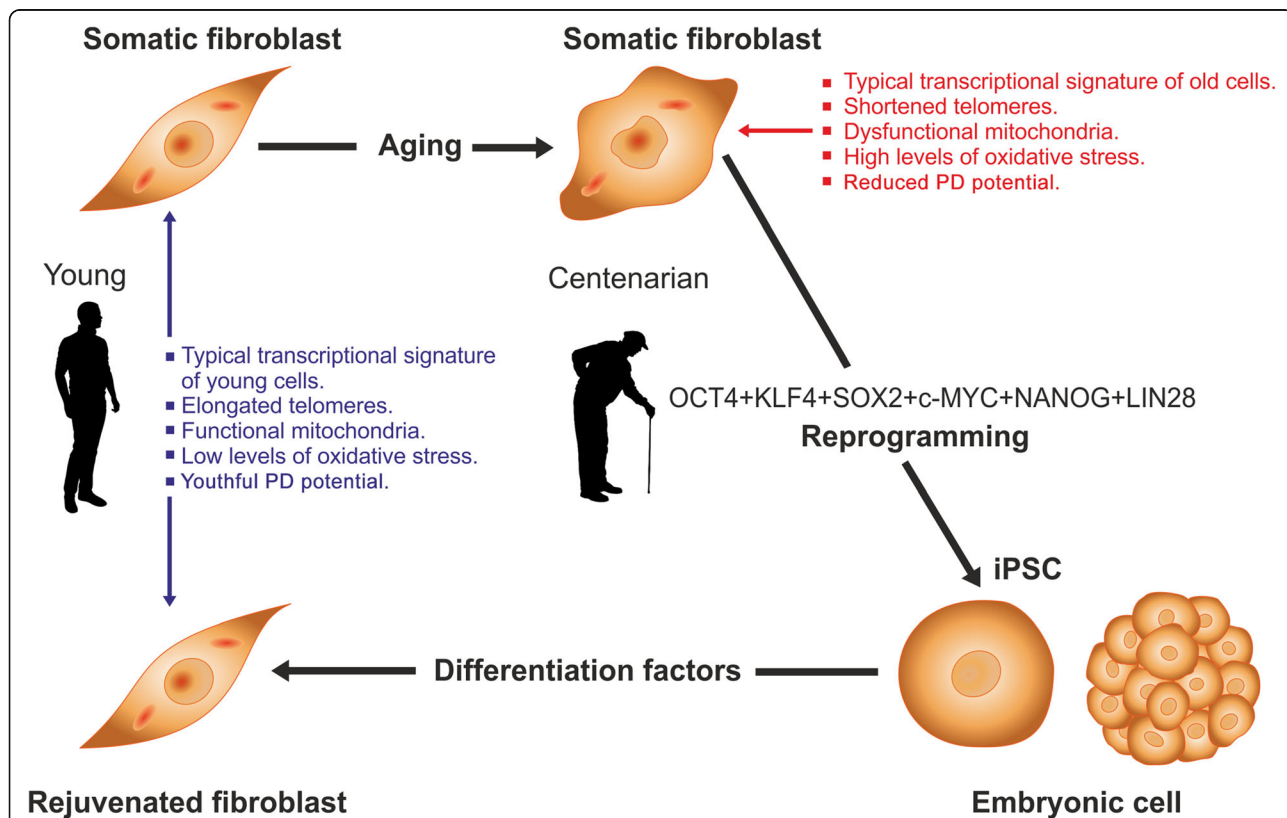 Somatic fibroblast
Somatic fibroblast
▪ Typical transcriptional signature of old cells.
▪ Shortened telomeres.
▪ Dysfunctional mitochondria.
▪ High levels of oxidative stress.
▪ Reduced PD potential.
Aging
Young
Centenarian
▪ Typical transcriptional signature
of young cells.
▪ Elongated telomeres.
▪ Functional mitochondria.
▪ Low levels of oxidative stress.
▪ Youthful PD potential.
OCT4+KLF4+SOX2+c-MYC+NANOG+LIN28
Reprogramming
iPSC
Differentiation factors
Rejuvenated fibroblast
Embryonic cell